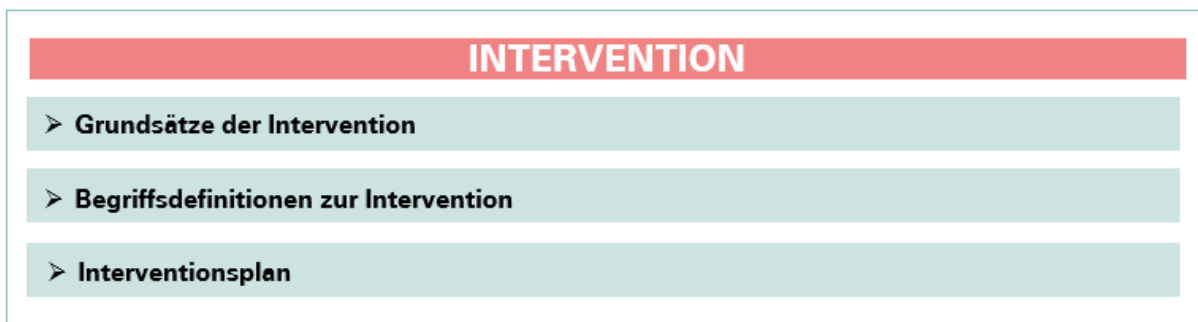 INTERVENTION
➢ Grundsätze der Intervention
➢ Begriffsdefinitionen zur Intervention
➢ Interventionsplan